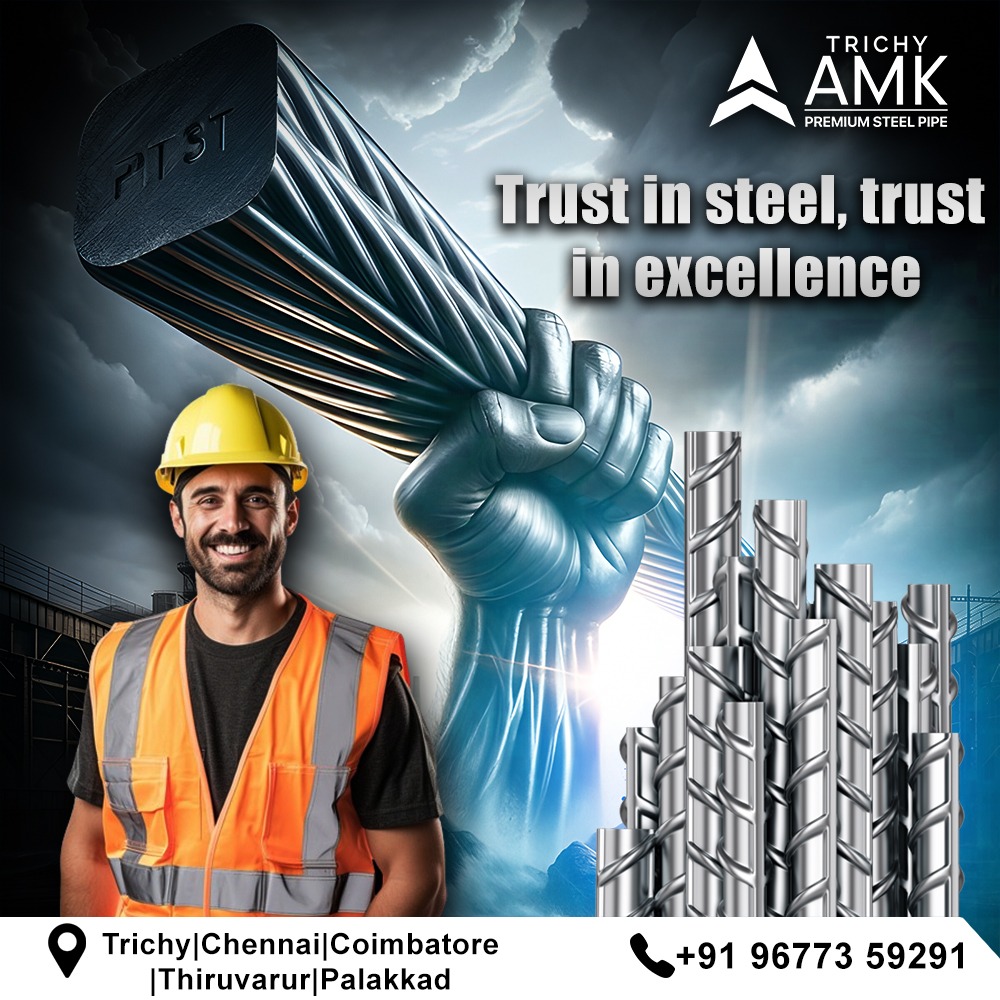 TRICHY
AMK
PREMIUM STEEL PIPE
Trust in steel, trust
in excellence
Trichy|Chennai|Coimbatore
|Thiruvarur|Palakkad
+91 96773 59291